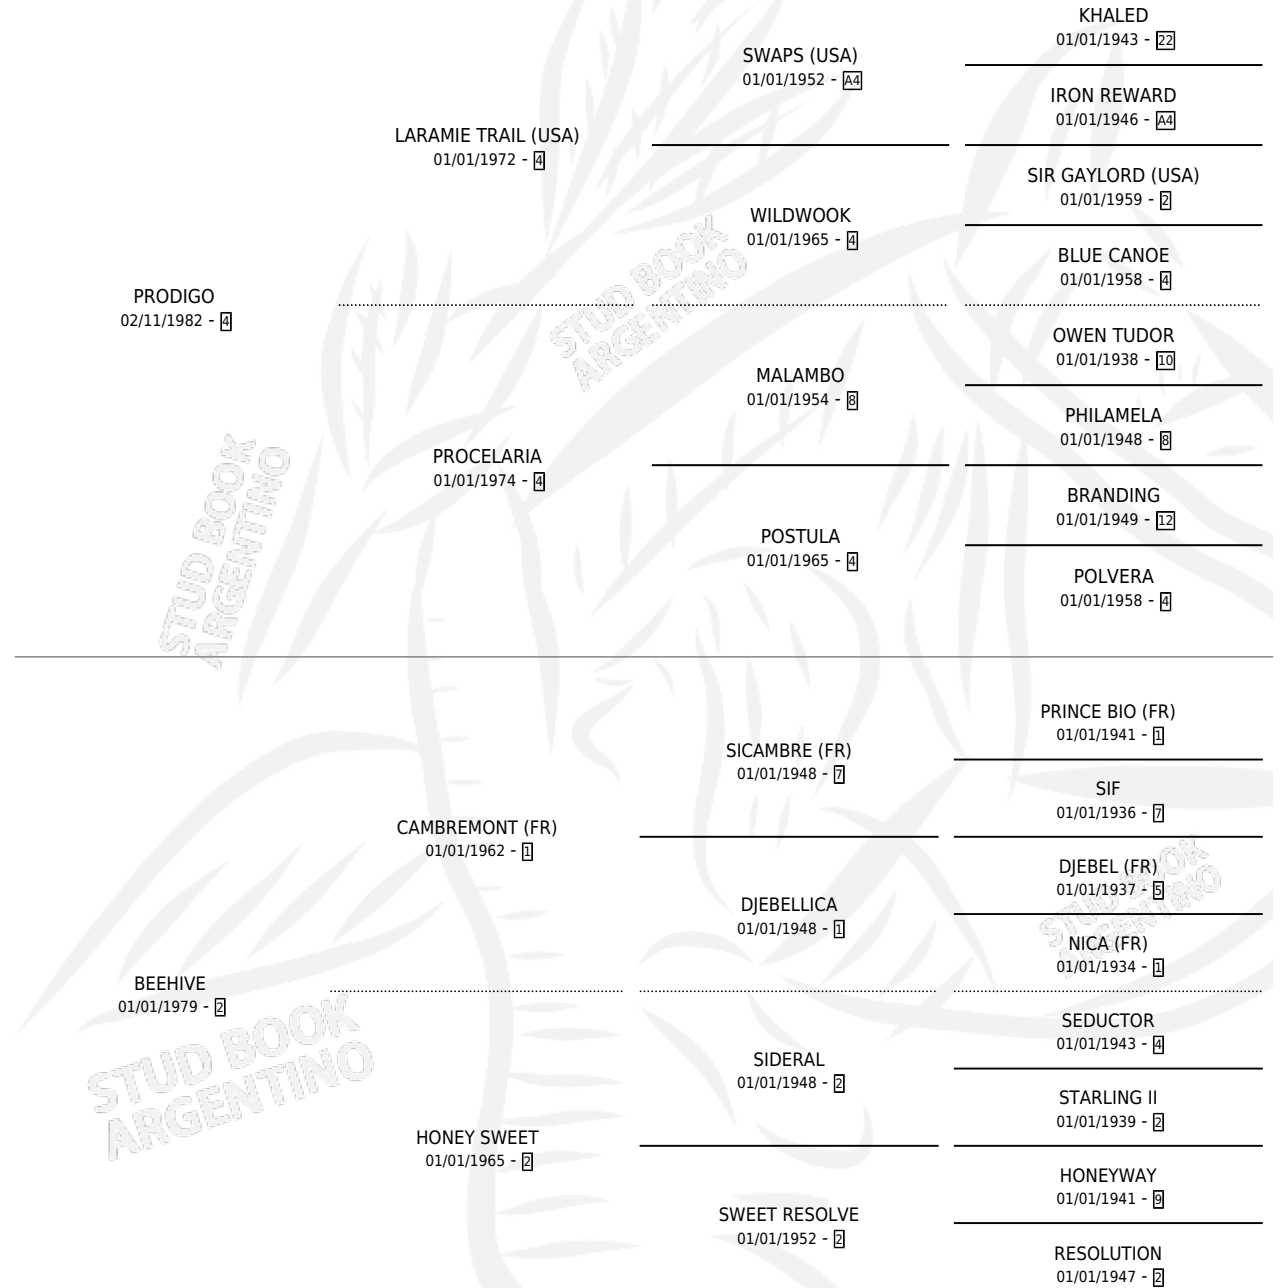 KHALED
01/01/1943 - 22
SWAPS (USA)
01/01/1952 - A4
IRON REWARD
01/01/1946 - A4
LARAMIE TRAIL (USA)
01/01/1972 - 4
SIR GAYLORD (USA)
01/01/1959 - 2
WILDWOOK
01/01/1965 - 4
BLUE CANOE
01/01/1958 - 4
PRODIGO
02/11/1982 - 4
STUD BOOK
ARGENTINO
OWEN TUDOR
01/01/1938 - 10
MALAMBO
01/01/1954 - 8
PHILAMELA
01/01/1948 - 8
PROCELARIA
01/01/1974 - 4
BRANDING
01/01/1949 - 12
POSTULA
01/01/1965 - 4
POLVERA
01/01/1958 - 4
STUD BOOK
ARGENTINO
PRINCE BIO (FR)
01/01/1941 - 1
SICAMBRE (FR)
01/01/1948 - 7
SIF
01/01/1936 - 7
CAMBREMONT (FR)
01/01/1962 - 1
DJEBEL (FR)
01/01/1937 - 5
DJEBELLICA
01/01/1948 - 1
STUD BOOK
ARGENTINO
NICA (FR)
01/01/1934 - 1
BEEHIVE
01/01/1979 - 2
SEDUCTOR
01/01/1943 - 4
SIDERAL
01/01/1948 - 2
STARLING II
01/01/1939 - 2
STUD BOOK
ARGENTINO
HONEY SWEET
01/01/1965 - 2
HONEYWAY
01/01/1941 - 9
SWEET RESOLVE
01/01/1952 - 2
RESOLUTION
01/01/1947 - 2